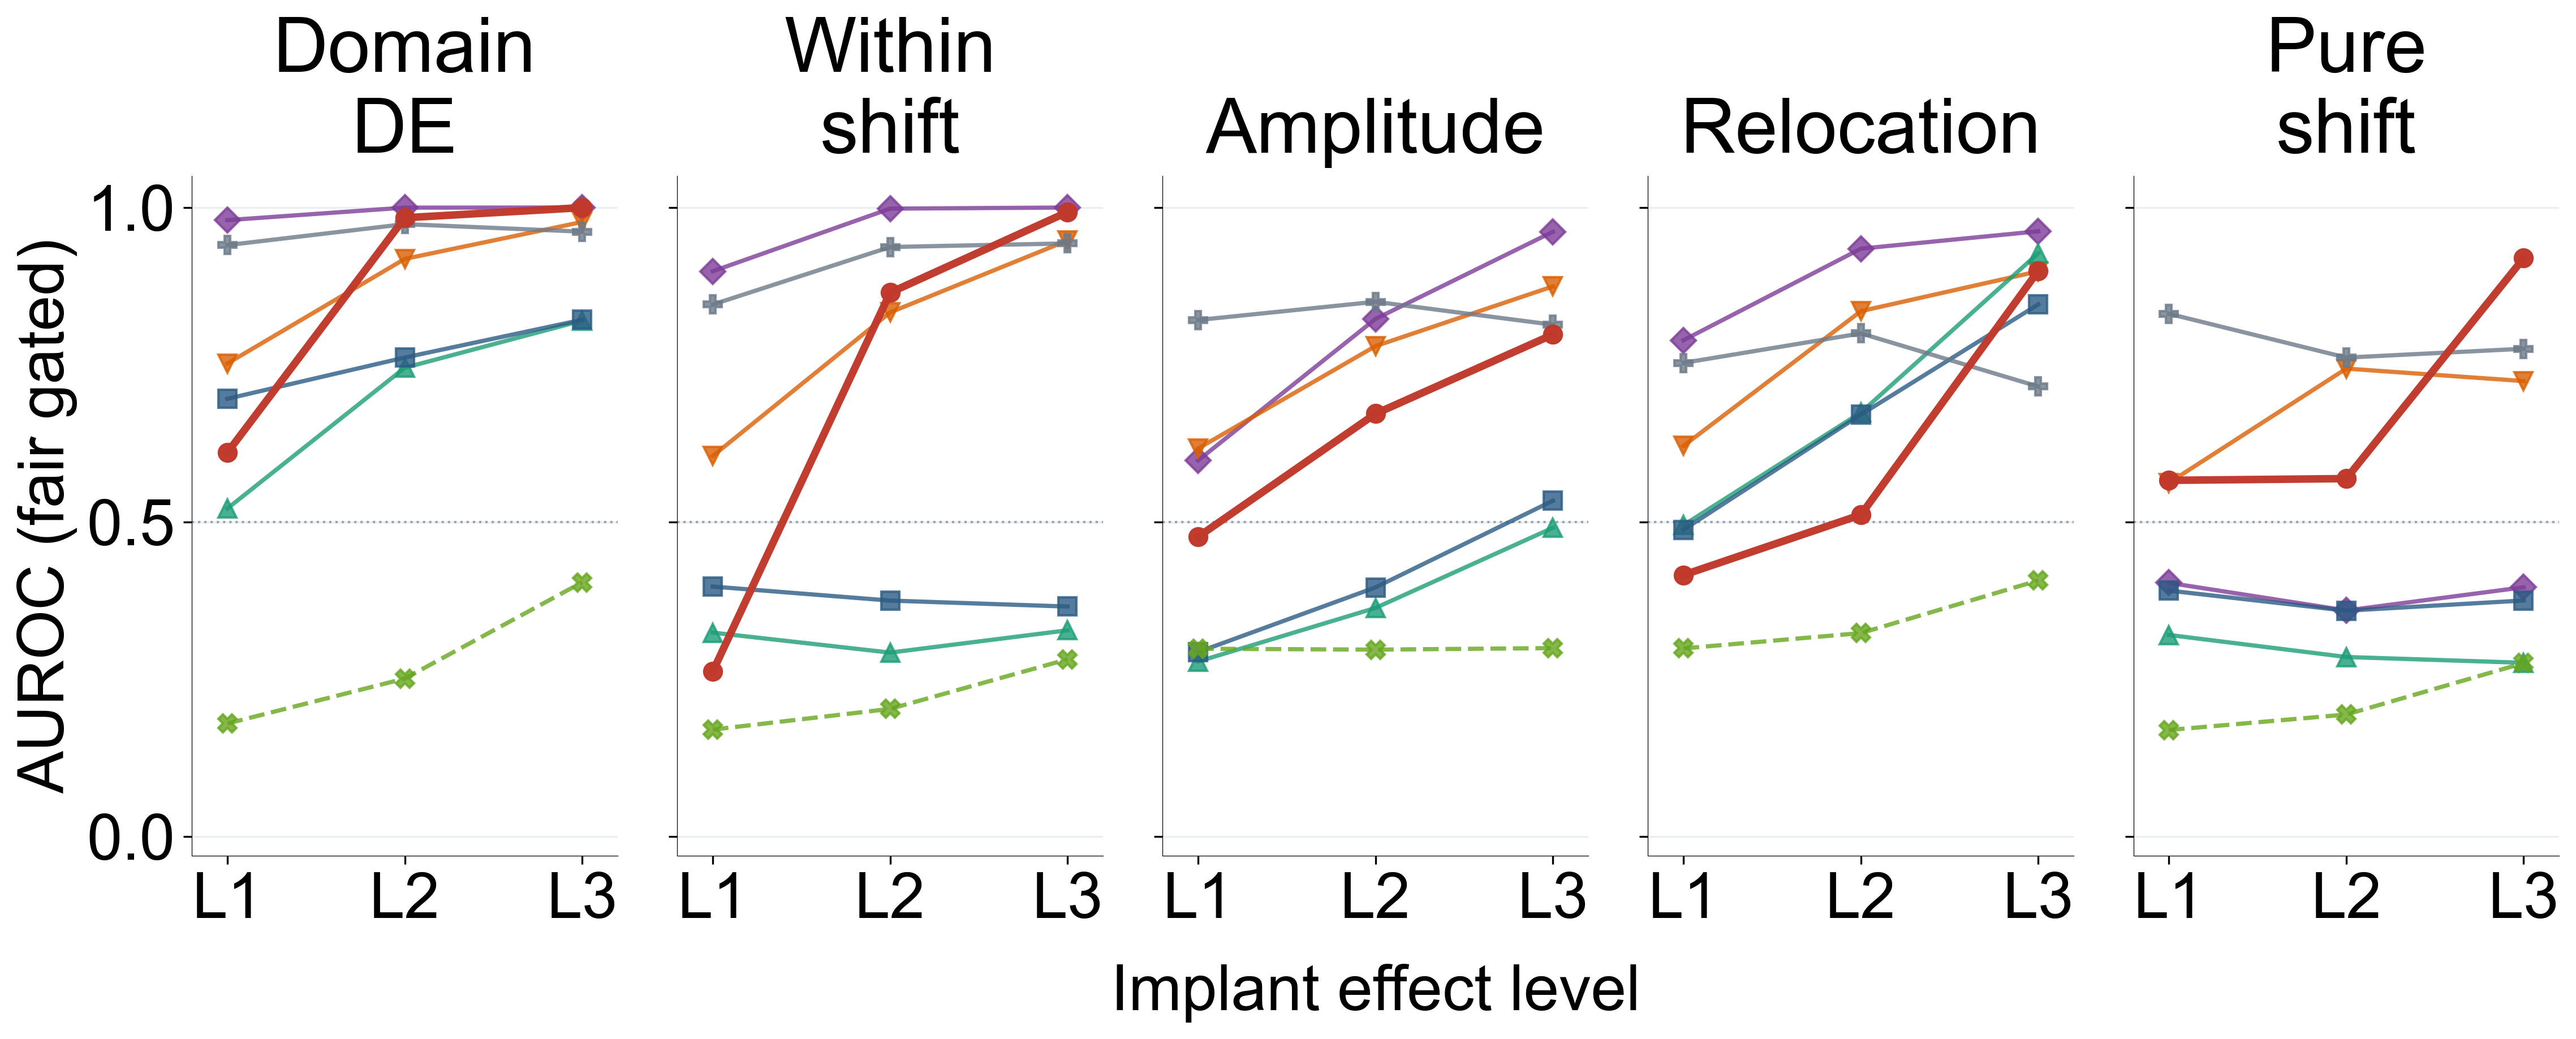 Domain
DE
Within
shift
Amplitude
Relocation
Pure
shift
AUROC (fair gated)
1.0
0.5
0.0
L1 L2 L3
L1 L2 L3
L1 L2 L3
L1 L2 L3
L1 L2 L3
Implant effect level